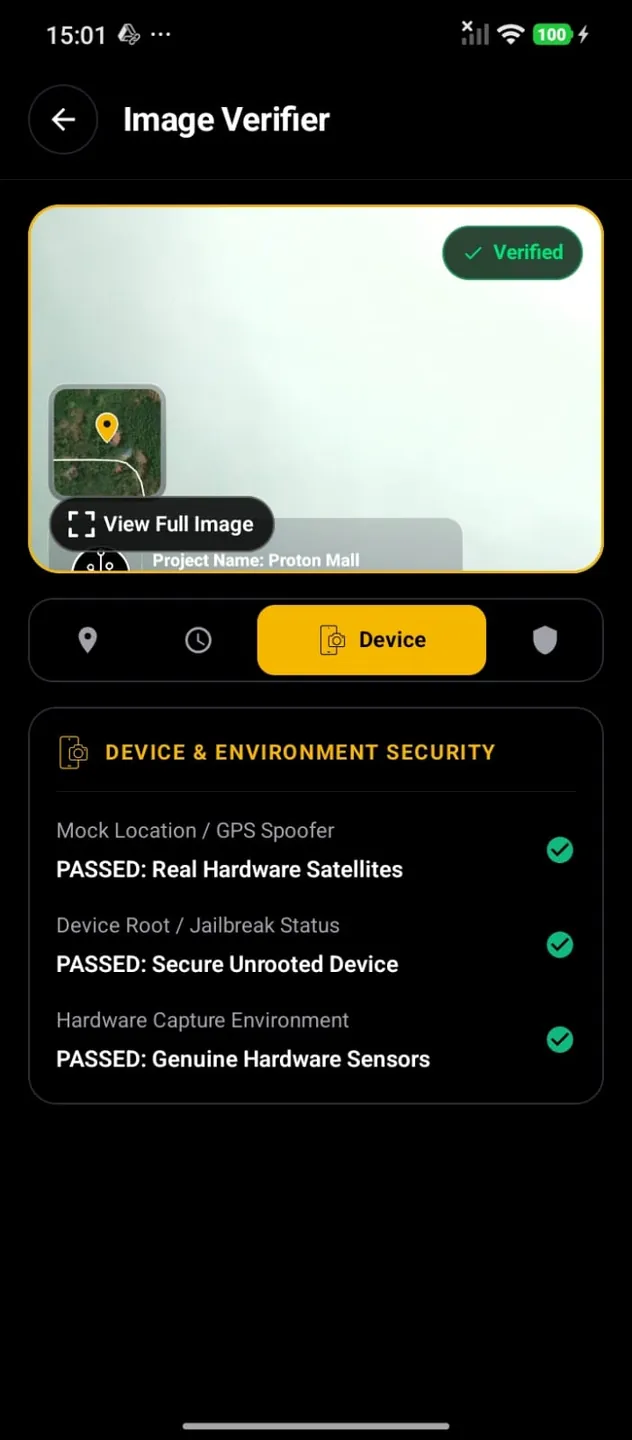 15:01
100
Image Verifier
Verified
View Full Image
Project Name: Proton Mall
Device
DEVICE & ENVIRONMENT SECURITY
Mock Location / GPS Spoofer
PASSED: Real Hardware Satellites
Device Root / Jailbreak Status
PASSED: Secure Unrooted Device
Hardware Capture Environment
PASSED: Genuine Hardware Sensors